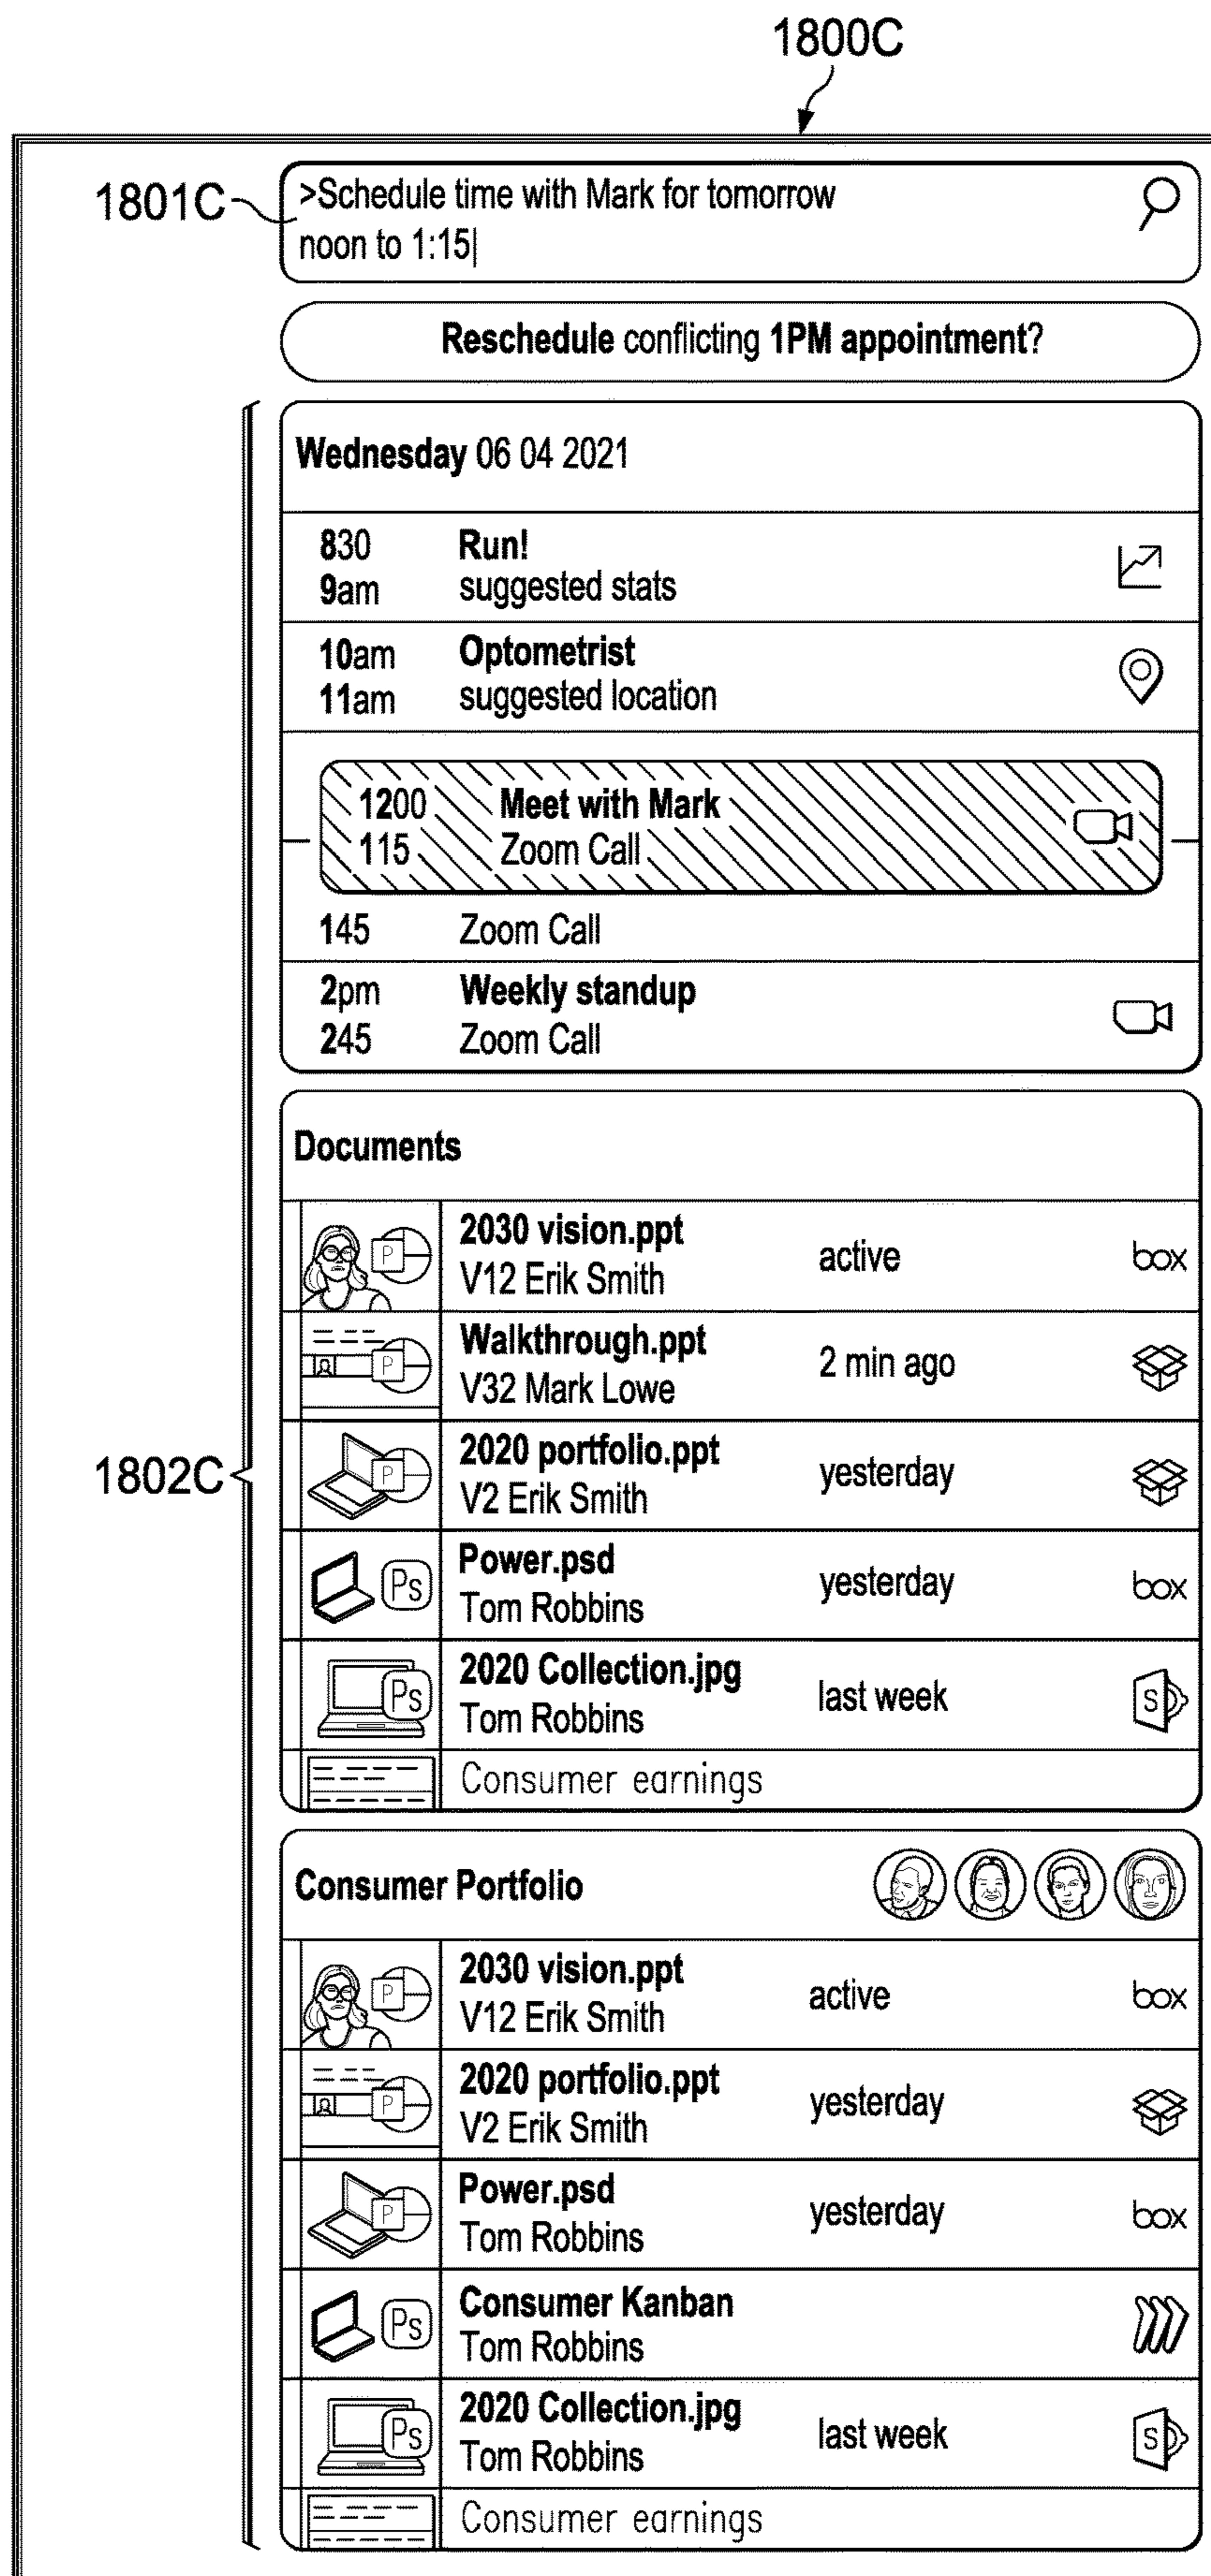 1800C
1801C
>Schedule time with Mark for tomorrow
noon to 1:15
Reschedule conflicting 1PM appointment?
Wednesday 06 04 2021
830 Run!
9am suggested stats
10am Optometrist
11am suggested location
1200 Meet with Mark
115 Zoom Call
145 Zoom Call
2pm Weekly standup
245 Zoom Call
1802C
Documents
P
2030 vision.ppt
V12 Erik Smith
active
box
P
Walkthrough.ppt
V32 Mark Lowe
2 min ago
P
2020 portfolio.ppt
V2 Erik Smith
yesterday
Ps
Power.psd
Tom Robbins
yesterday
box
Ps
2020 Collection.jpg
Tom Robbins
last week
S
Consumer earnings
Consumer Portfolio
P
2030 vision.ppt
V12 Erik Smith
active
box
P
2020 portfolio.ppt
V2 Erik Smith
yesterday
P
Power.psd
Tom Robbins
yesterday
box
Ps
Consumer Kanban
Tom Robbins
Ps
2020 Collection.jpg
Tom Robbins
last week
S
Consumer earnings